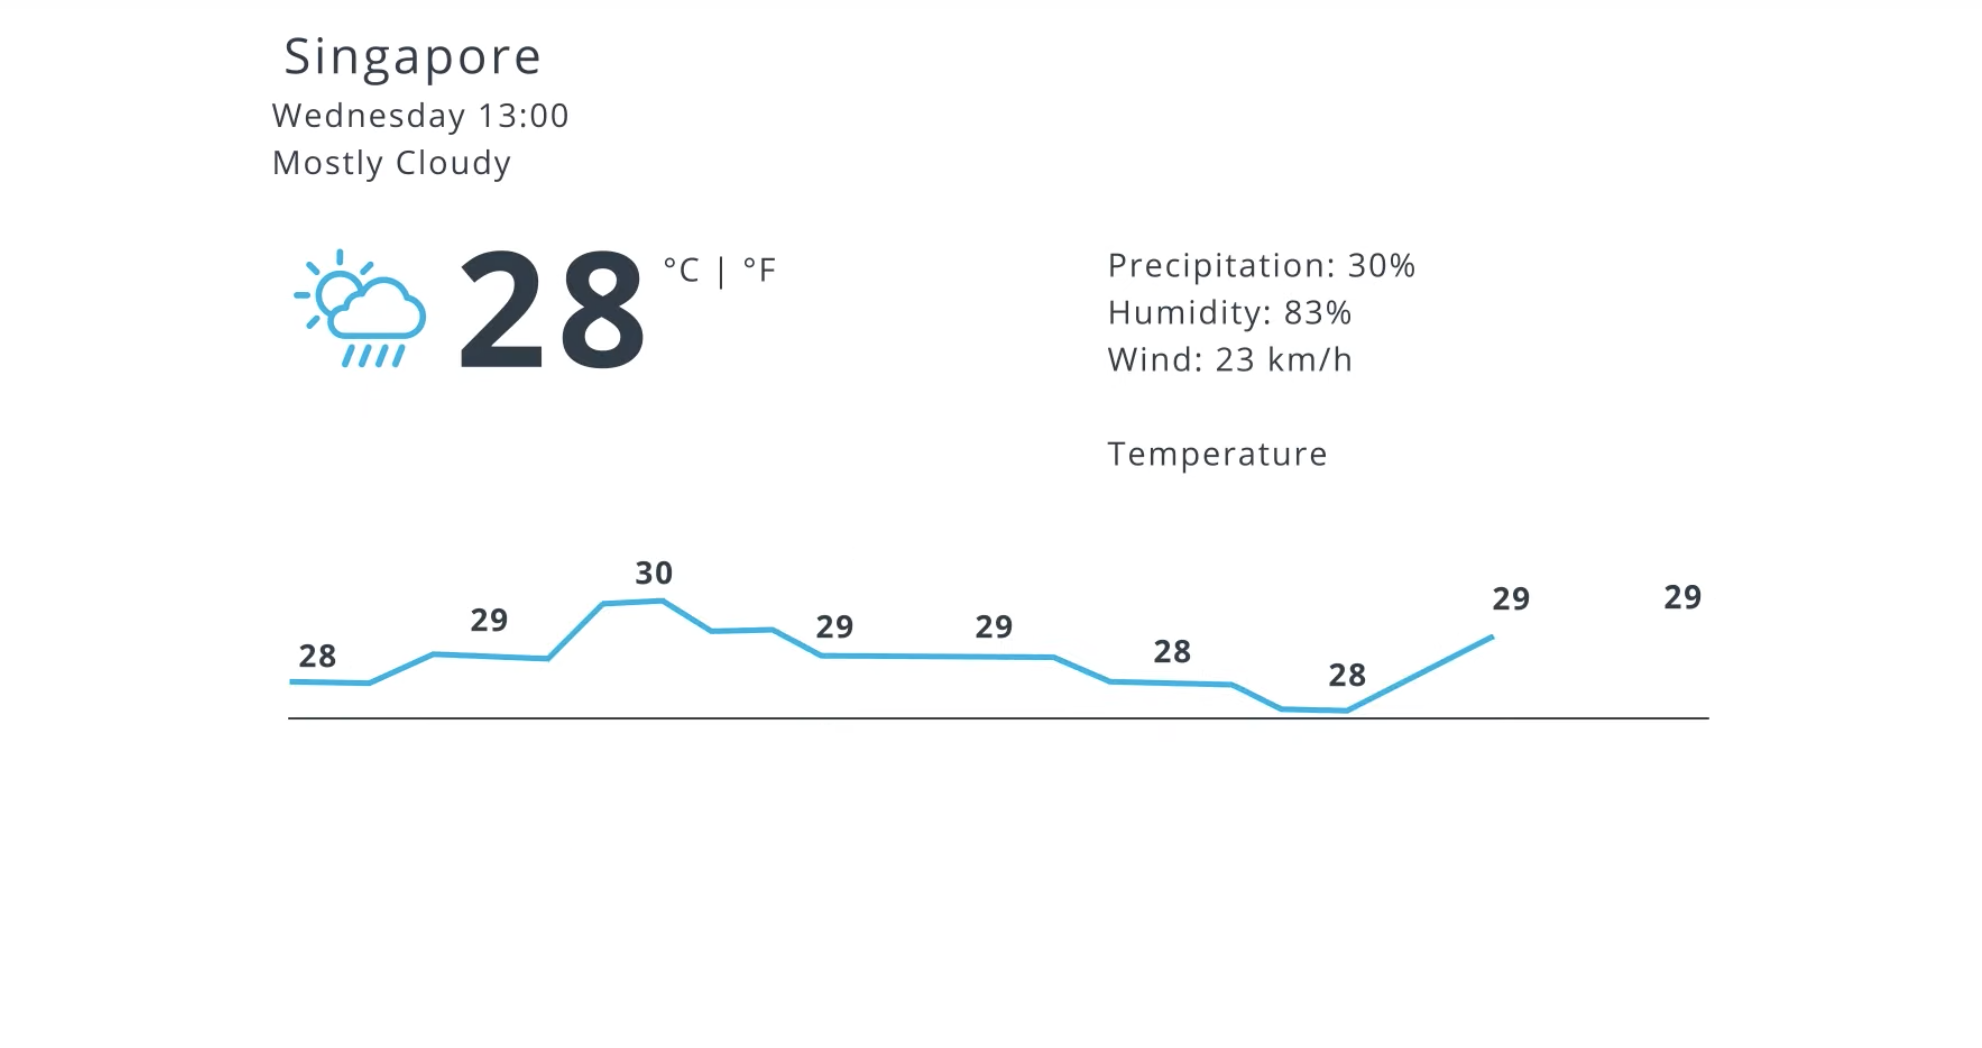 Singapore
Wednesday 13:00
Mostly Cloudy
28 °C | °F
Precipitation: 30%
Humidity: 83%
Wind: 23 km/h
Temperature
28 29 30 29 29 28 28 29 29